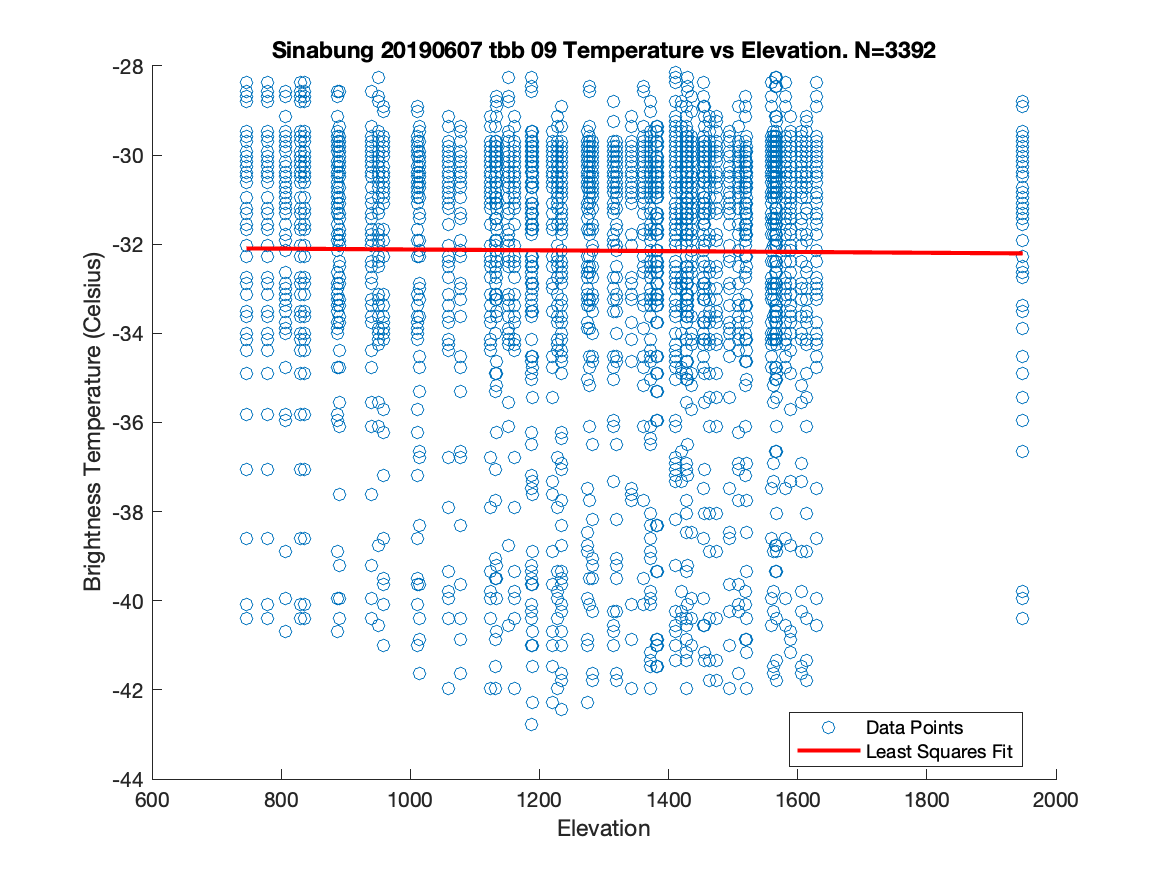 Sinabung 20190607 tbb 09 Temperature vs Elevation. N=3392
-28
-30
-32
-34
-36
-38
-40
-42
-44
Brightness Temperature (Celsius)
Data Points
Least Squares Fit
600 800 1000 1200 1400 1600 1800 2000
Elevation